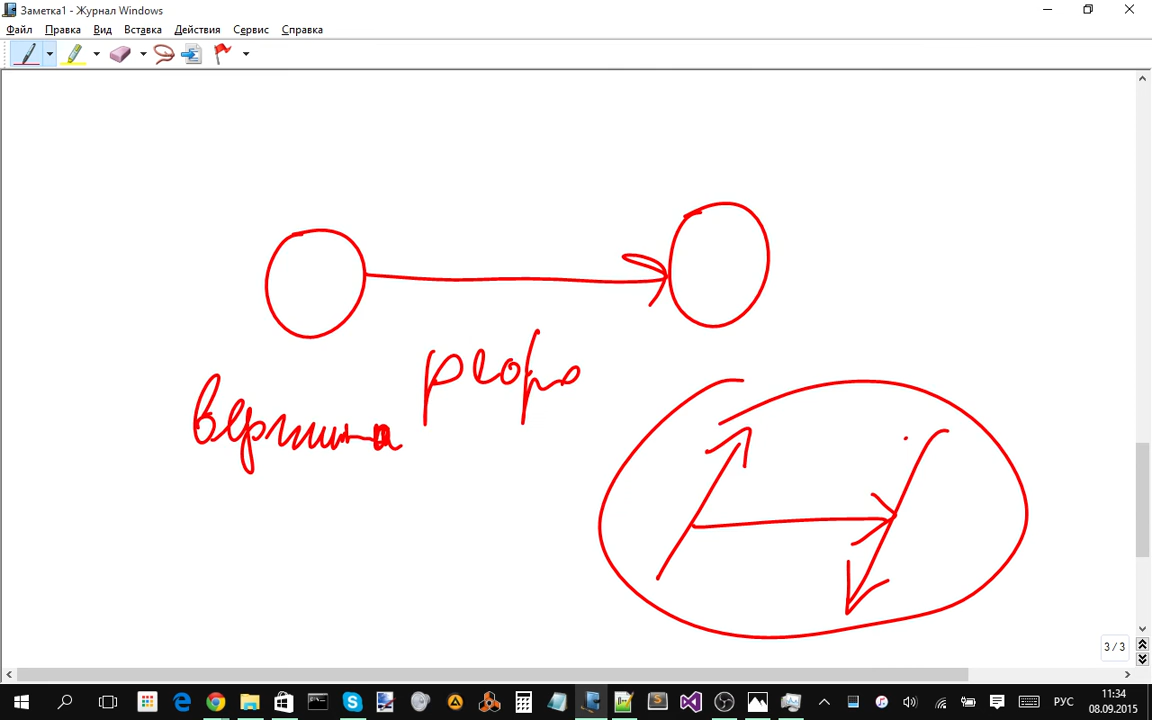 Заметка1 - Журнал Windows
Файл Правка Вид Вставка Действия Сервис Справка
ребро
вершина
3 / 3
РУС
11:34
08.09.2015